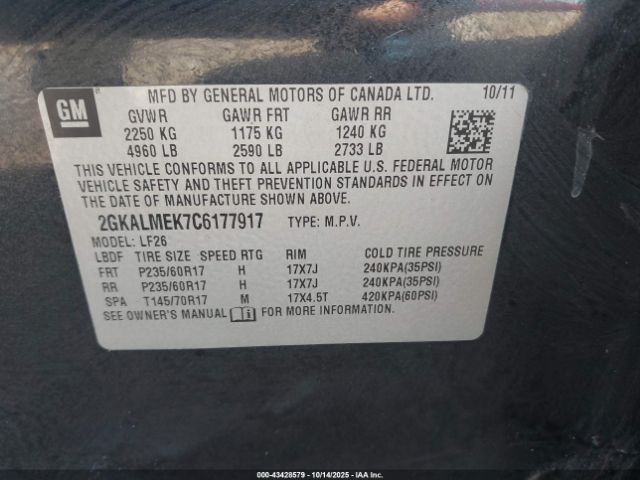 GM
MFD BY GENERAL MOTORS OF CANADA LTD. 10/11
GVWR GAWR FRT GAWR RR
2250 KG 1175 KG 1240 KG
4960 LB 2590 LB 2733 LB
THIS VEHICLE CONFORMS TO ALL APPLICABLE U.S. FEDERAL MOTOR
VEHICLE SAFETY AND THEFT PREVENTION STANDARDS IN EFFECT ON
THE DATE OF MANUFACTURE SHOWN ABOVE.
2GKALMEK7C6177917 TYPE: M.P.V.
MODEL: LF26
LBDF TIRE SIZE SPEED RTG RIM COLD TIRE PRESSURE
FRT P235/60R17 H 17X7J 240KPA(35PSI)
RR P235/60R17 H 17X7J 240KPA(35PSI)
SPA T145/70R17 M 17X4.5T 420KPA(60PSI)
SEE OWNER'S MANUAL FOR MORE INFORMATION
000-43428579 - 10/14/2025 - COPART, INC.